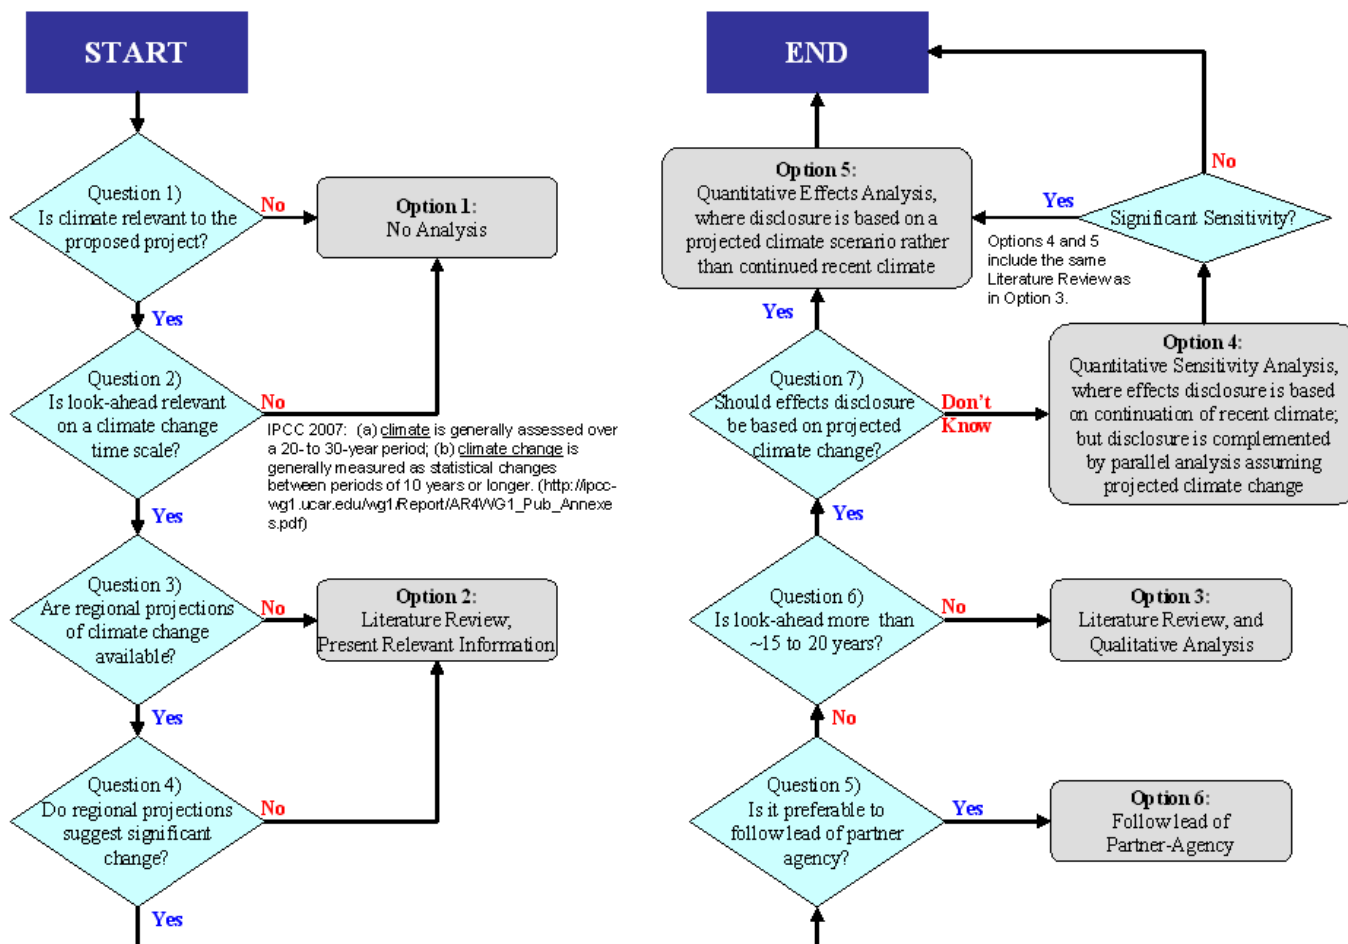 START
Question 1)
Is climate relevant to the
proposed project?
No
Option 1:
No Analysis
Yes
Question 2)
Is look-ahead relevant
on a climate change
time scale?
No
IPCC 2007: (a) climate is generally assessed over
a 20- to 30-year period; (b) climate change is
generally measured as statistical changes
between periods of 10 years or longer. (http://ipcc-
wg1.ucar.edu/wg1/Report/AR4WG1_Pub_Annexe
s.pdf)
Yes
Question 3)
Are regional projections
of climate change
available?
No
Option 2:
Literature Review,
Present Relevant Information
Yes
Question 4)
Do regional projections
suggest significant
change?
No
Yes
END
No
Option 5:
Quantitative Effects Analysis,
where disclosure is based on a
projected climate scenario rather
than continued recent climate
Yes
Significant Sensitivity?
Options 4 and 5
include the same
Literature Review as
in Option 3.
Yes
Option 4:
Quantitative Sensitivity Analysis,
where effects disclosure is based
on continuation of recent climate;
but disclosure is complemented
by parallel analysis assuming
projected climate change
Question 7)
Should effects disclosure
be based on projected
climate change?
Don't
Know
Yes
Question 6)
Is look-ahead more than
~15 to 20 years?
No
Option 3:
Literature Review, and
Qualitative Analysis
No
Question 5)
Is it preferable to
follow lead of partner
agency?
Yes
Option 6:
Follow lead of
Partner-Agency